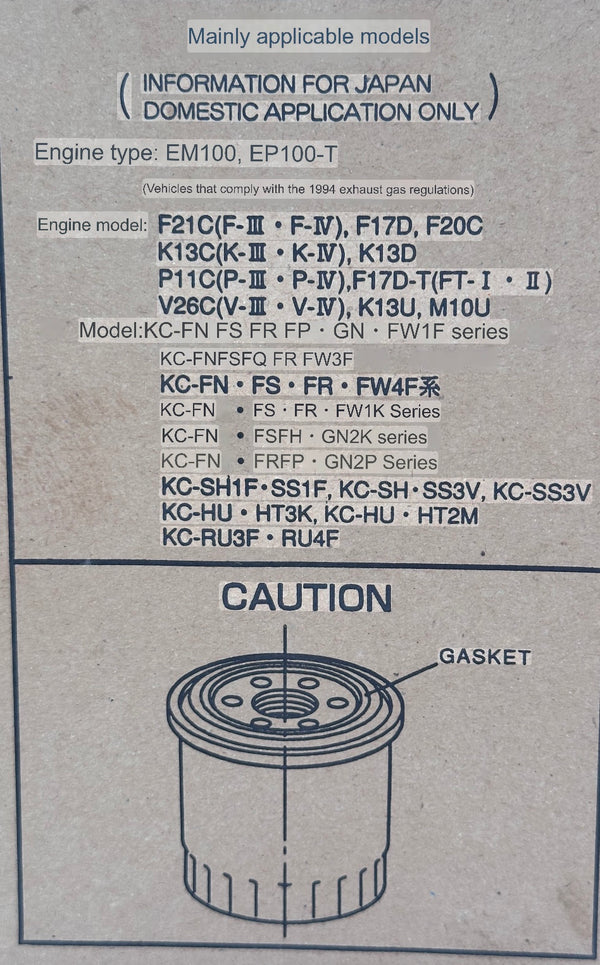 Mainly applicable models
(INFORMATION FOR JAPAN
DOMESTIC APPLICATION ONLY)
Engine type: EM100, EP100-T
(Vehicles that comply with the 1994 exhaust gas regulations)
Engine model: F21C(F-Ⅲ・F-Ⅳ), F17D, F20C
K13C(K-Ⅲ・K-Ⅳ), K13D
P11C(P-Ⅲ・P-Ⅳ),F17D-T(FT-Ⅰ・Ⅱ)
V26C(V-Ⅲ・V-Ⅳ), K13U, M10U
Model:KC-FN FS FR FP・GN・FW1F series
KC-FNFSFQ FR FW3F
KC-FN・FS・FR・FW4F系
KC-FN・FS・FR・FW1K Series
KC-FN・FSFH・GN2K series
KC-FN・FRFP・GN2P Series
KC-SH1F・SS1F, KC-SH・SS3V, KC-SS3V
KC-HU・HT3K, KC-HU・HT2M
KC-RU3F・RU4F
CAUTION
GASKET